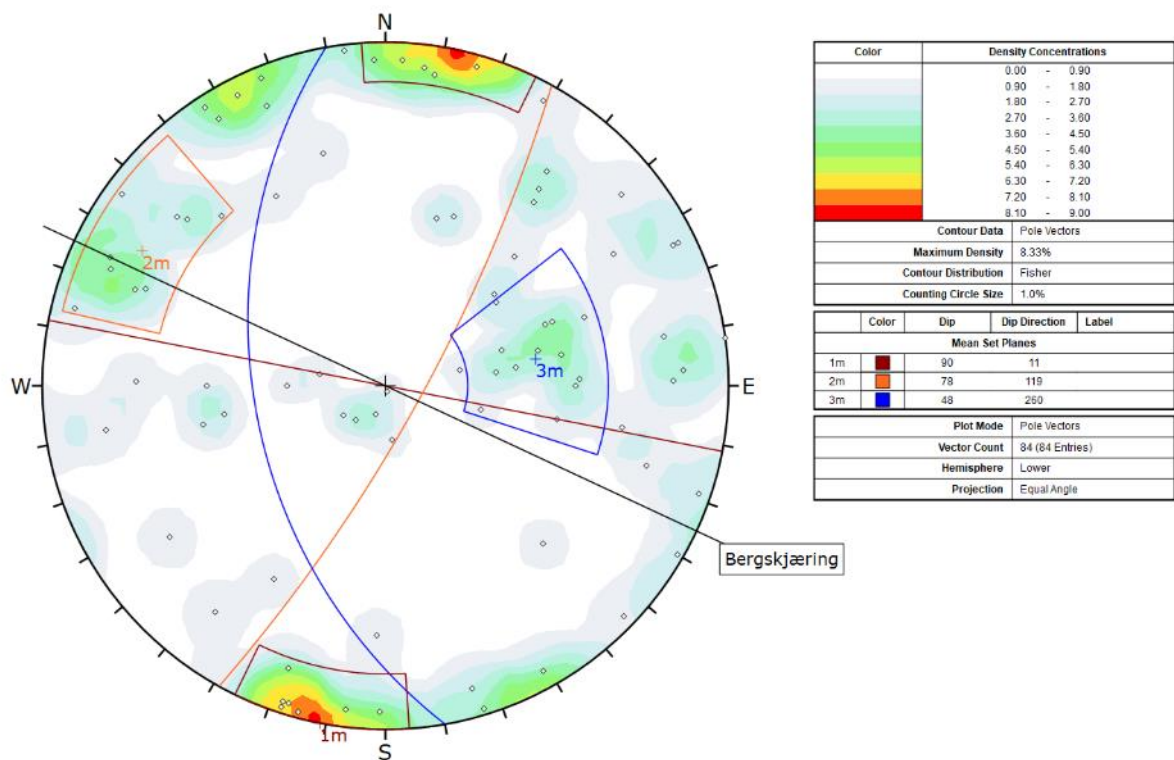 N
W
E
S
1m
2m
3m
Bergskjæring
Color Density Concentrations
0.00 - 0.90
0.90 - 1.80
1.80 - 2.70
2.70 - 3.60
3.60 - 4.50
4.50 - 5.40
5.40 - 6.30
6.30 - 7.20
7.20 - 8.10
8.10 - 9.00
Contour Data Pole Vectors
Maximum Density 8.33%
Contour Distribution Fisher
Counting Circle Size 1.0%
Color Dip Dip Direction Label
Mean Set Planes
1m 90 11
2m 78 119
3m 48 260
Plot Mode Pole Vectors
Vector Count 84 (84 Entries)
Hemisphere Lower
Projection Equal Angle